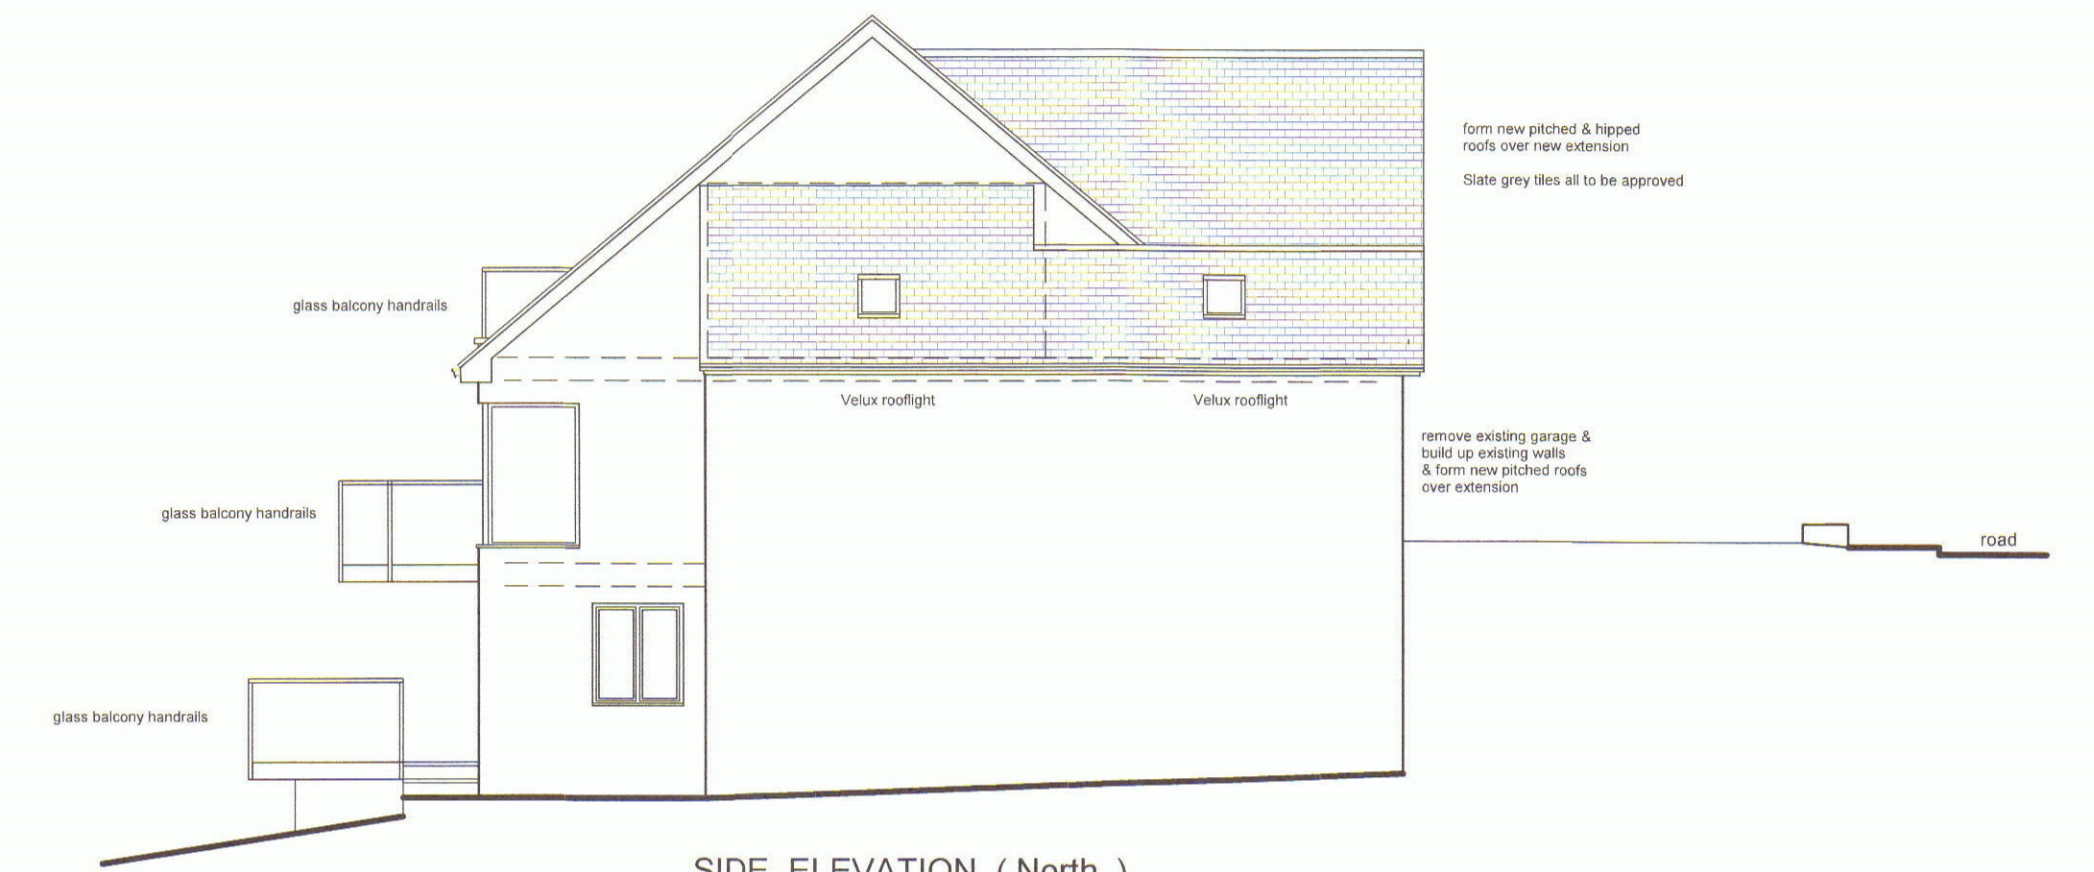 form new pitched & hipped
roofs over new extension
Slate grey tiles all to be approved
glass balcony handrails
Velux rooflight
Velux rooflight
remove existing garage &
build up existing walls
& form new pitched roofs
over extension
glass balcony handrails
road
glass balcony handrails
SIDE ELEVATION ( North )